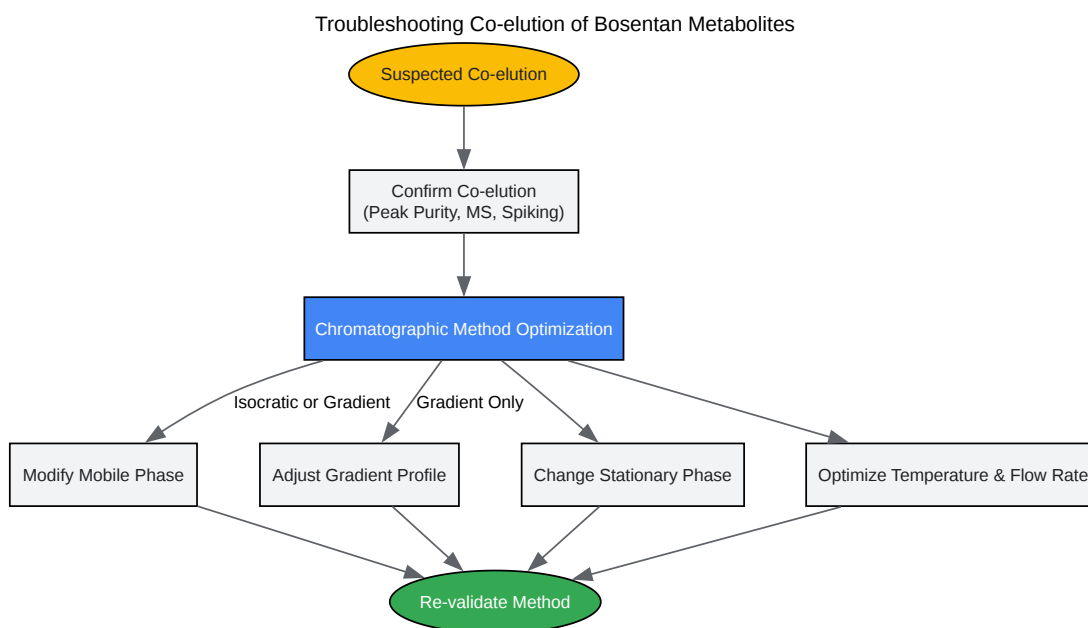 Troubleshooting Co-elution of Bosentan Metabolites
Suspected Co-elution
Confirm Co-elution
(Peak Purity, MS, Spiking)
Chromatographic Method Optimization
Isocratic or Gradient
Gradient Only
Modify Mobile Phase
Adjust Gradient Profile
Change Stationary Phase
Optimize Temperature & Flow Rate
Re-validate Method